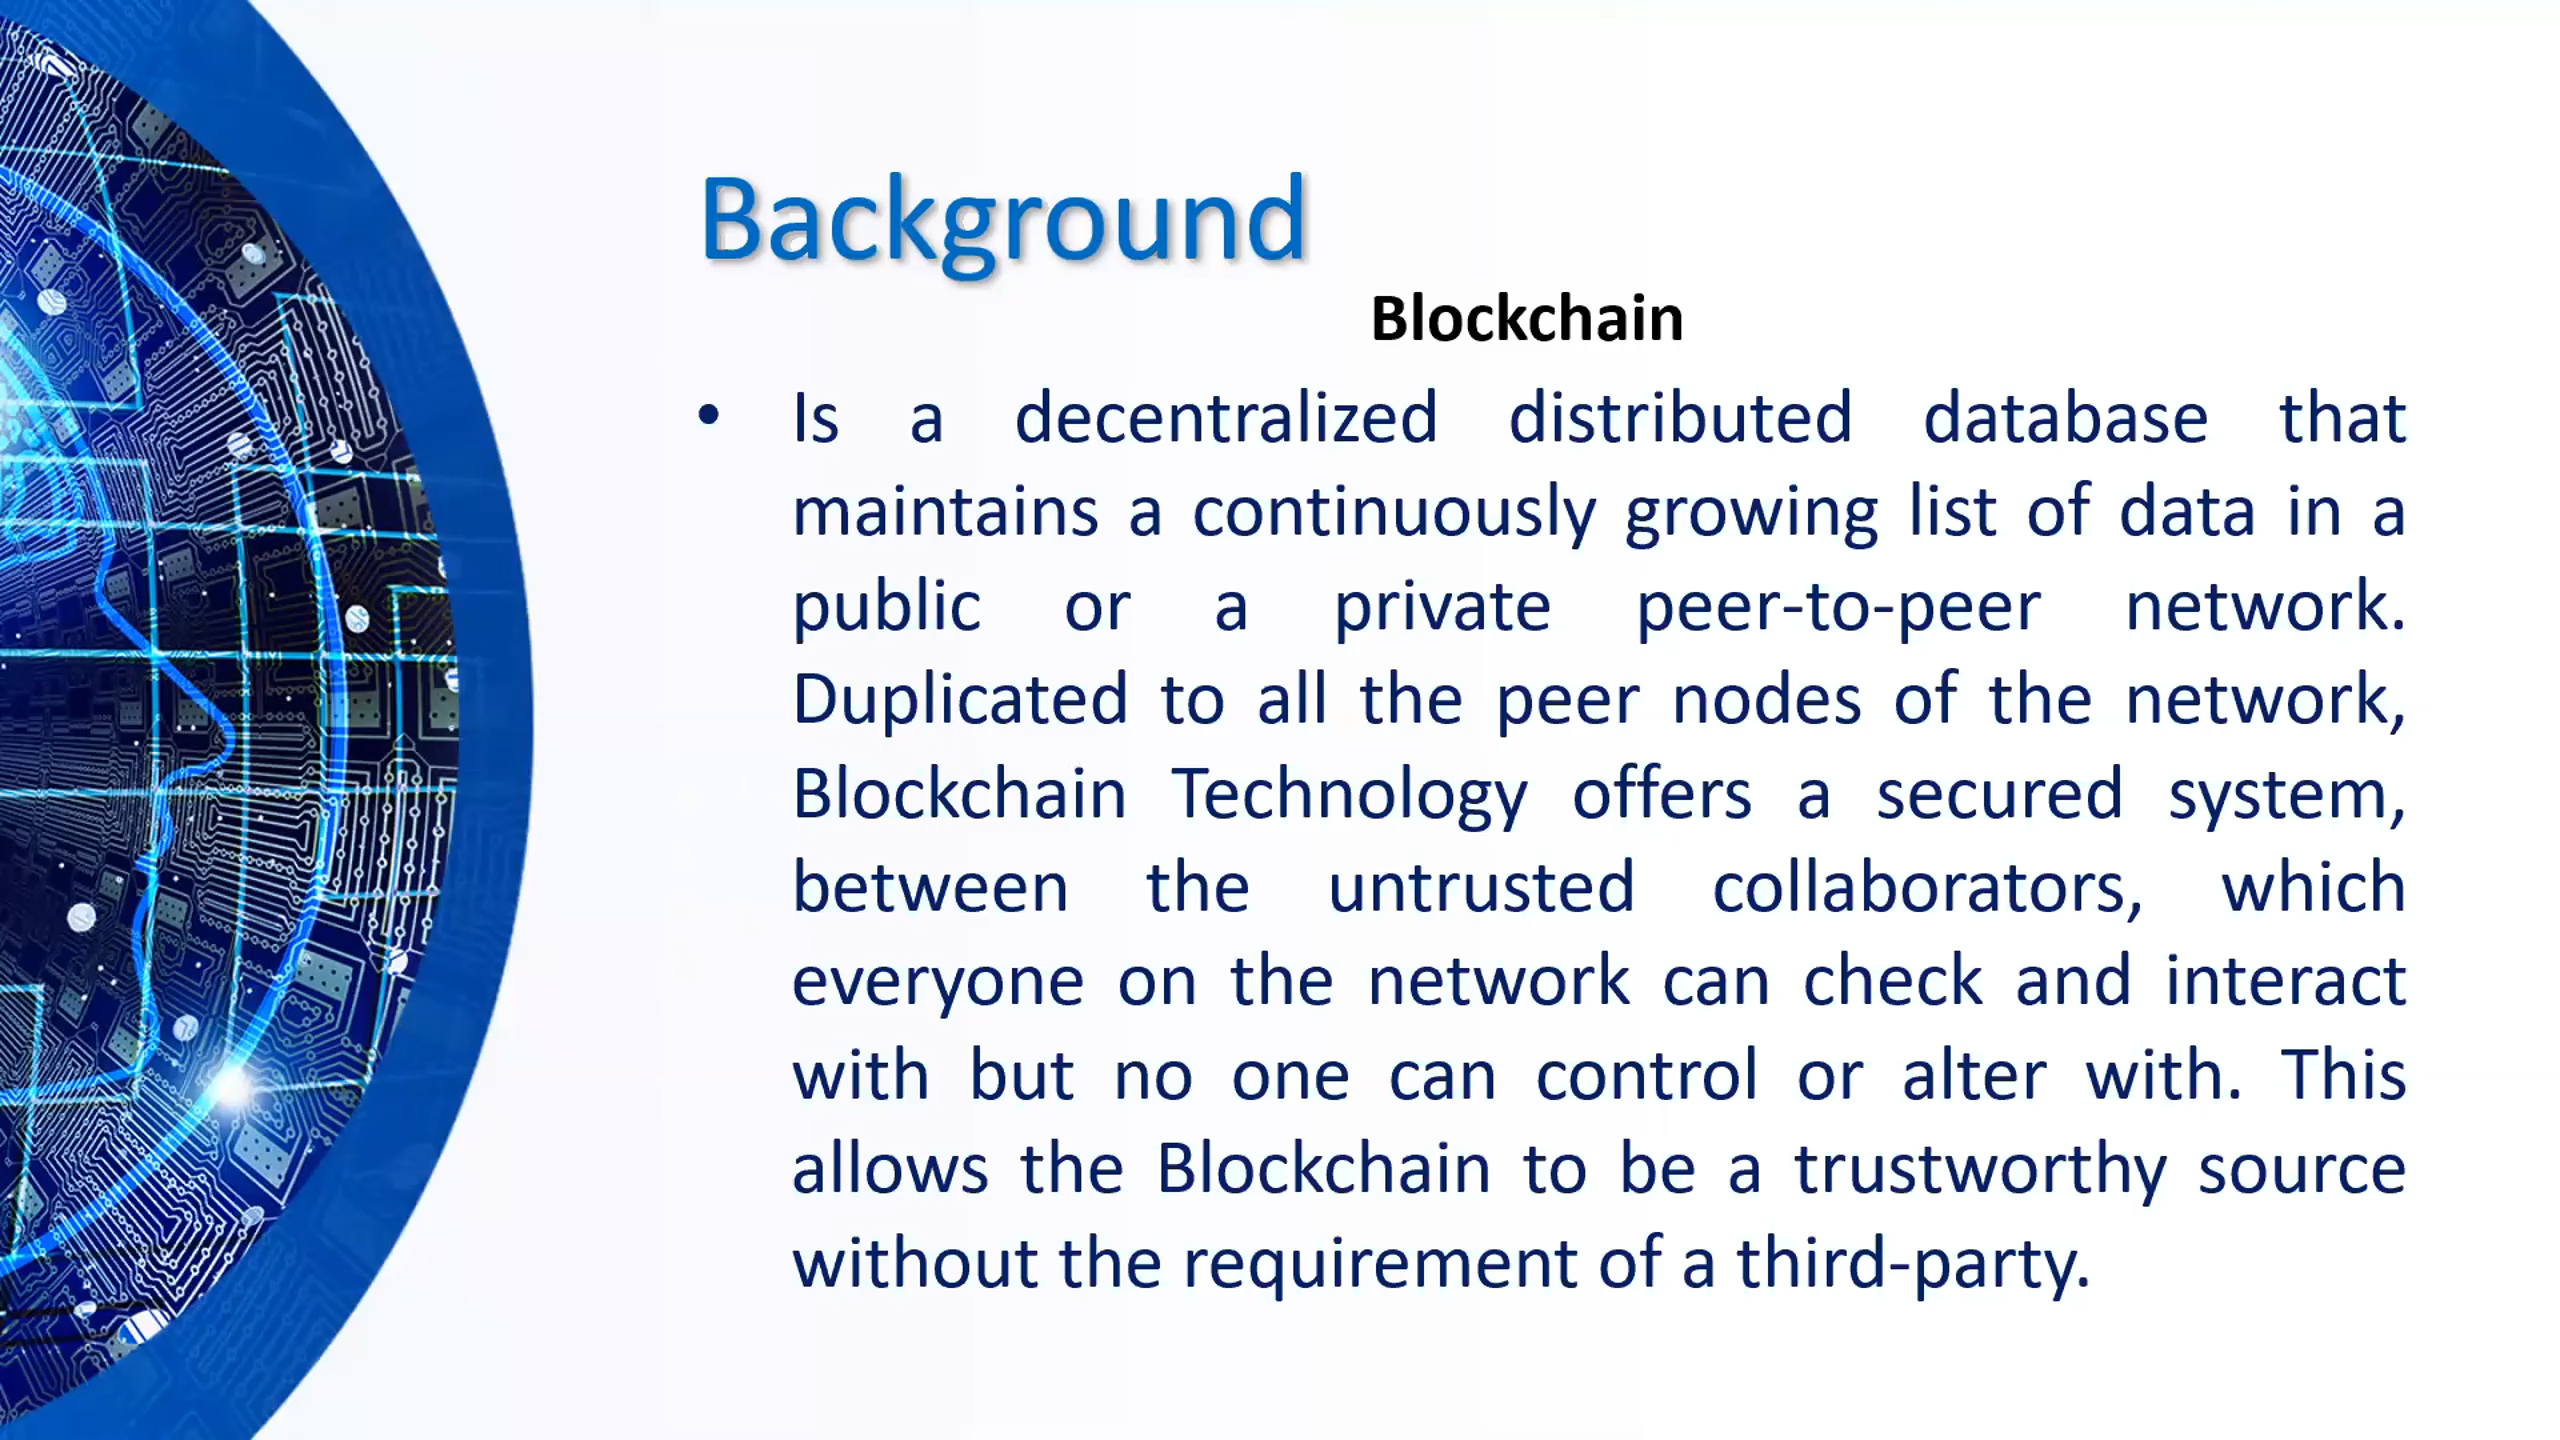 Background
Blockchain
• Is a decentralized distributed database that
maintains a continuously growing list of data in a
public or a private peer-to-peer network.
Duplicated to all the peer nodes of the network,
Blockchain Technology offers a secured system,
between the untrusted collaborators, which
everyone on the network can check and interact
with but no one can control or alter with. This
allows the Blockchain to be a trustworthy source
without the requirement of a third-party.